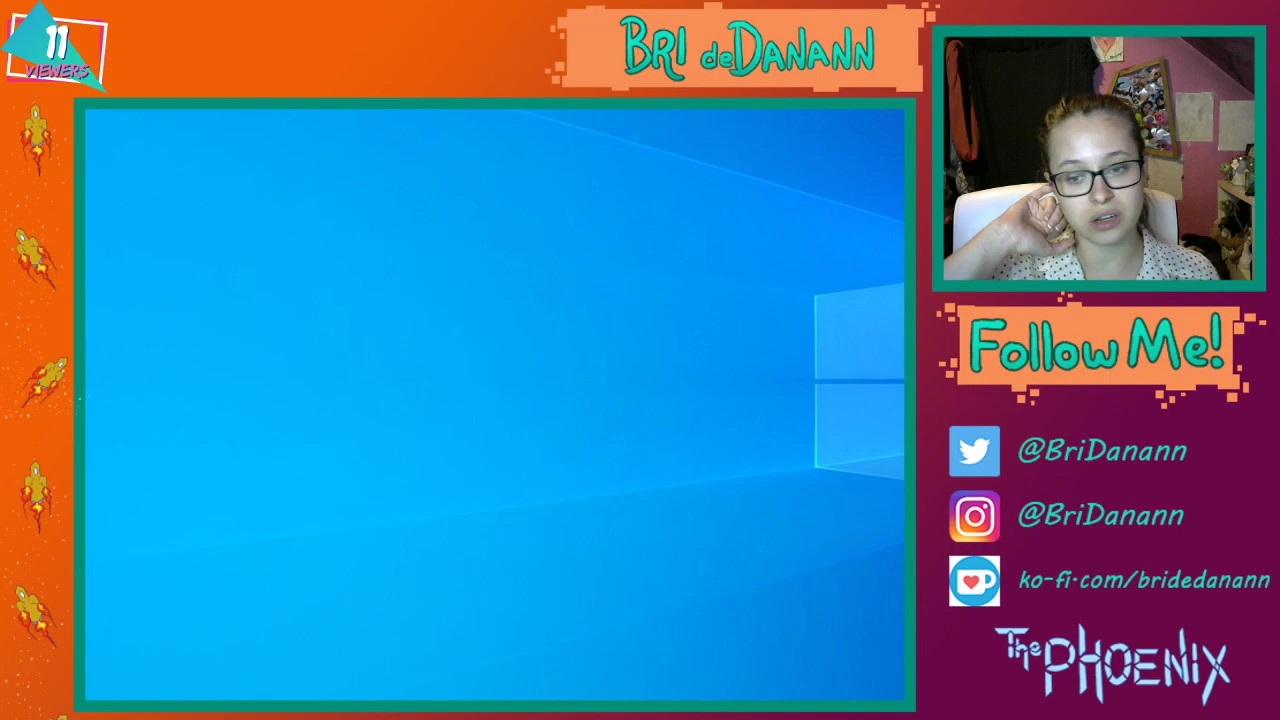 11
VIEWERS
BRI deDANANN
Follow Me!
@BriDanann
@BriDanann
ko-fi.com/bridedanann
The PHOENIX